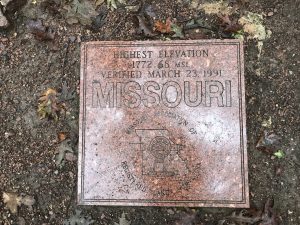 HIGHEST ELEVATION
1772.68 MSL
VERIFIED MARCH 23, 1991
MISSOURI